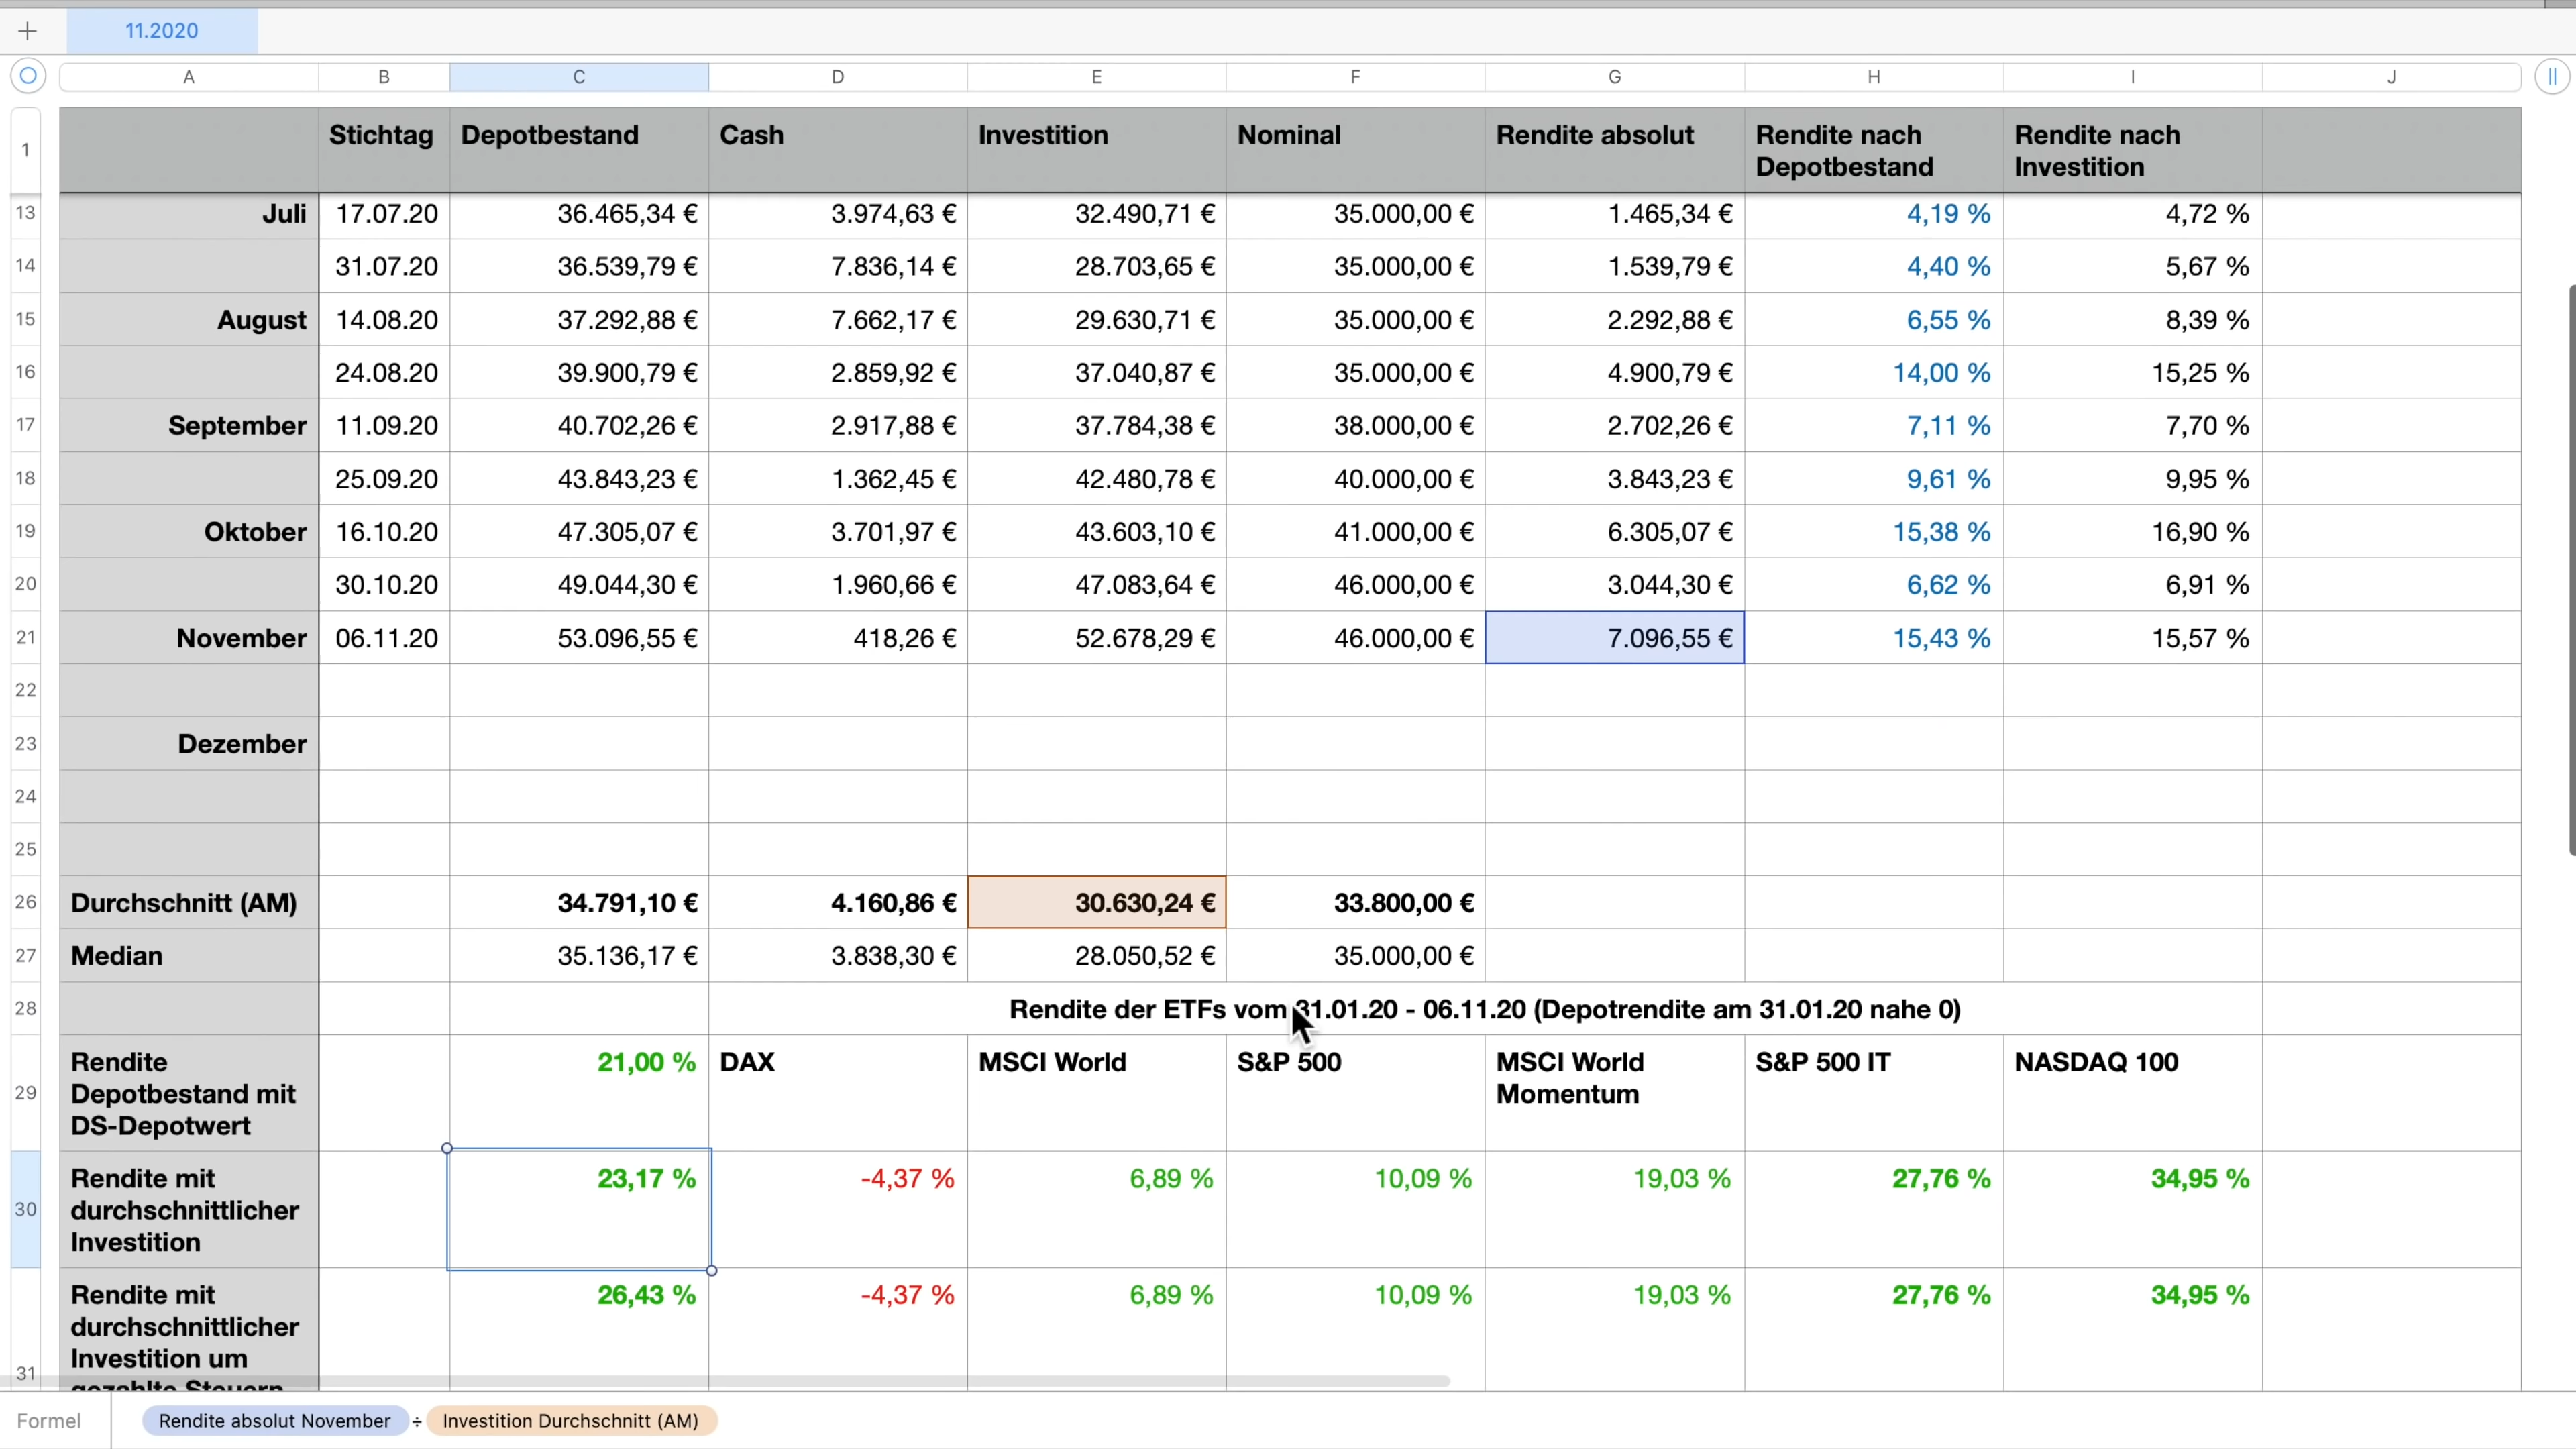 11.2020
A B C D E F G H I J
1 Stichtag Depotbestand Cash Investition Nominal Rendite absolut Rendite nach Depotbestand Rendite nach Investition
13 Juli 17.07.20 36.465,34 € 3.974,63 € 32.490,71 € 35.000,00 € 1.465,34 € 4,19 % 4,72 %
14 31.07.20 36.539,79 € 7.836,14 € 28.703,65 € 35.000,00 € 1.539,79 € 4,40 % 5,67 %
15 August 14.08.20 37.292,88 € 7.662,17 € 29.630,71 € 35.000,00 € 2.292,88 € 6,55 % 8,39 %
16 24.08.20 39.900,79 € 2.859,92 € 37.040,87 € 35.000,00 € 4.900,79 € 14,00 % 15,25 %
17 September 11.09.20 40.702,26 € 2.917,88 € 37.784,38 € 38.000,00 € 2.702,26 € 7,11 % 7,70 %
18 25.09.20 43.843,23 € 1.362,45 € 42.480,78 € 40.000,00 € 3.843,23 € 9,61 % 9,95 %
19 Oktober 16.10.20 47.305,07 € 3.701,97 € 43.603,10 € 41.000,00 € 6.305,07 € 15,38 % 16,90 %
20 30.10.20 49.044,30 € 1.960,66 € 47.083,64 € 46.000,00 € 3.044,30 € 6,62 % 6,91 %
21 November 06.11.20 53.096,55 € 418,26 € 52.678,29 € 46.000,00 € 7.096,55 € 15,43 % 15,57 %
22
23 Dezember
24
25
26 Durchschnitt (AM) 34.791,10 € 4.160,86 € 30.630,24 € 33.800,00 €
27 Median 35.136,17 € 3.838,30 € 28.050,52 € 35.000,00 €
28 Rendite der ETFs vom 31.01.20 - 06.11.20 (Depotrendite am 31.01.20 nahe 0)
29 Rendite Depotbestand mit DS-Depotwert 21,00 % DAX MSCI World S&P 500 MSCI World Momentum S&P 500 IT NASDAQ 100
30 Rendite mit durchschnittlicher Investition 23,17 % -4,37 % 6,89 % 10,09 % 19,03 % 27,76 % 34,95 %
31 Rendite mit durchschnittlicher Investition um gezahlte Steuern 26,43 % -4,37 % 6,89 % 10,09 % 19,03 % 27,76 % 34,95 %
Formel Rendite absolut November ÷ Investition Durchschnitt (AM)